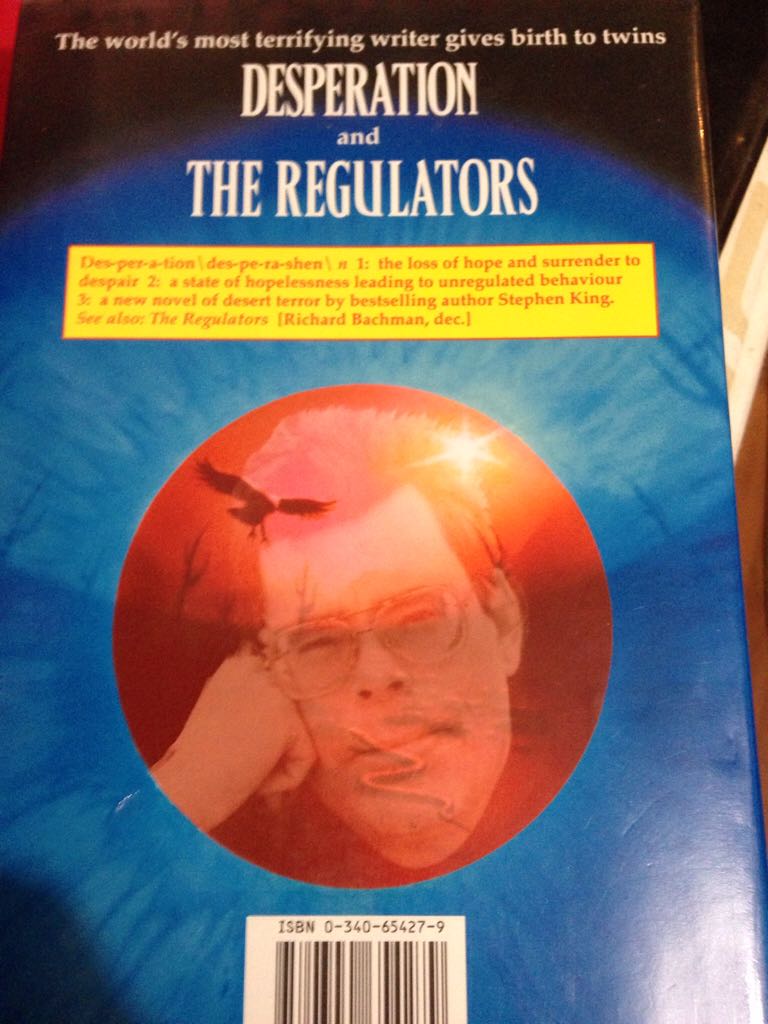 The world's most terrifying writer gives birth to twins
DESPERATION
and
THE REGULATORS
Des-per-a-tion \ des-pe-ra-shen \ n 1: the loss of hope and surrender to
despair 2: a state of hopelessness leading to unregulated behaviour
3: a new novel of desert terror by bestselling author Stephen King.
See also: The Regulators [Richard Bachman, dec.]
ISBN 0-340-65427-9